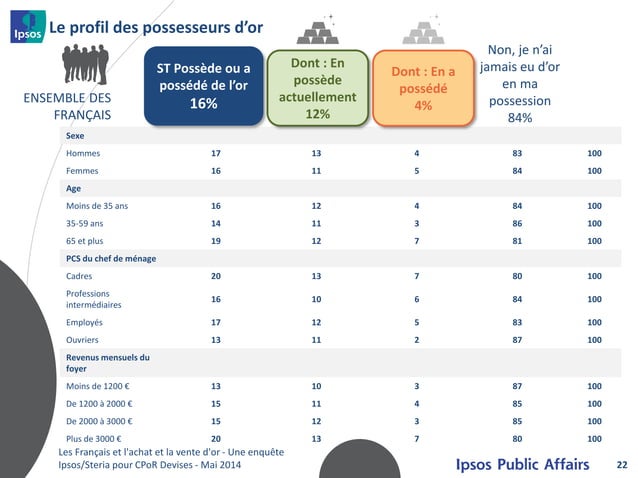 Ipsos
Le profil des possesseurs d'or
ENSEMBLE DES
FRANÇAIS
ST Possède ou a
possédé de l'or
16%
Dont : En
possède
actuellement
12%
Dont : En a
possédé
4%
Non, je n'ai
jamais eu d'or
en ma
possession
84%
Sexe
Hommes 17 13 4 83 100
Femmes 16 11 5 84 100
Age
Moins de 35 ans 16 12 4 84 100
35-59 ans 14 11 3 86 100
65 et plus 19 12 7 81 100
PCS du chef de ménage
Cadres 20 13 7 80 100
Professions
intermédiaires 16 10 6 84 100
Employés 17 12 5 83 100
Ouvriers 13 11 2 87 100
Revenus mensuels du
foyer
Moins de 1200 € 13 10 3 87 100
De 1200 à 2000 € 15 11 4 85 100
De 2000 à 3000 € 15 12 3 85 100
Plus de 3000 € 20 13 7 80 100
Les Français et l'achat et la vente d'or - Une enquête
Ipsos/Steria pour CPoR Devises - Mai 2014
Ipsos Public Affairs
22